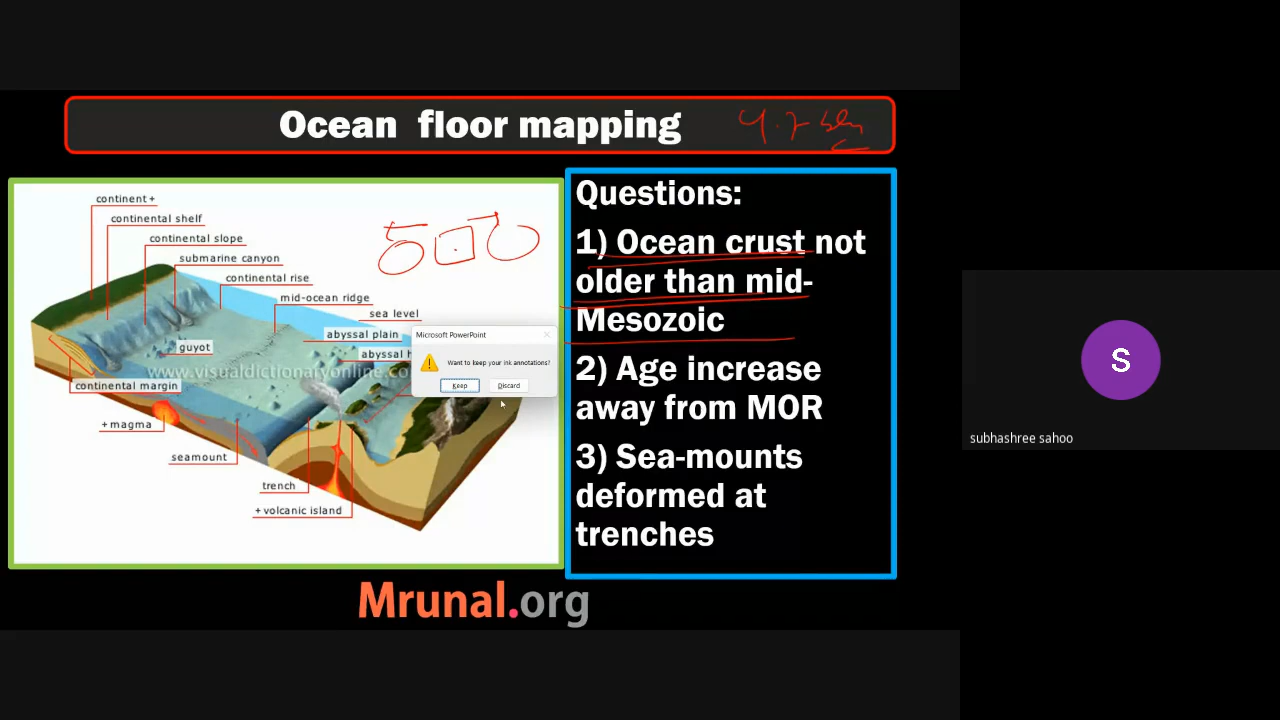 Ocean floor mapping
continent +
continental shelf
continental slope
submarine canyon
continental rise
mid-ocean ridge
sea level
abyssal plain
abyssal h
guyot
www.visualdictionaryonline.co
continental margin
+ magma
seamount
trench
+ volcanic island
Microsoft PowerPoint
Want to keep your ink annotations?
Keep
Discard
Questions:
1) Ocean crust not
older than mid-
Mesozoic
2) Age increase
away from MOR
3) Sea-mounts
deformed at
trenches
Mrunal.org
S
subhashree sahoo